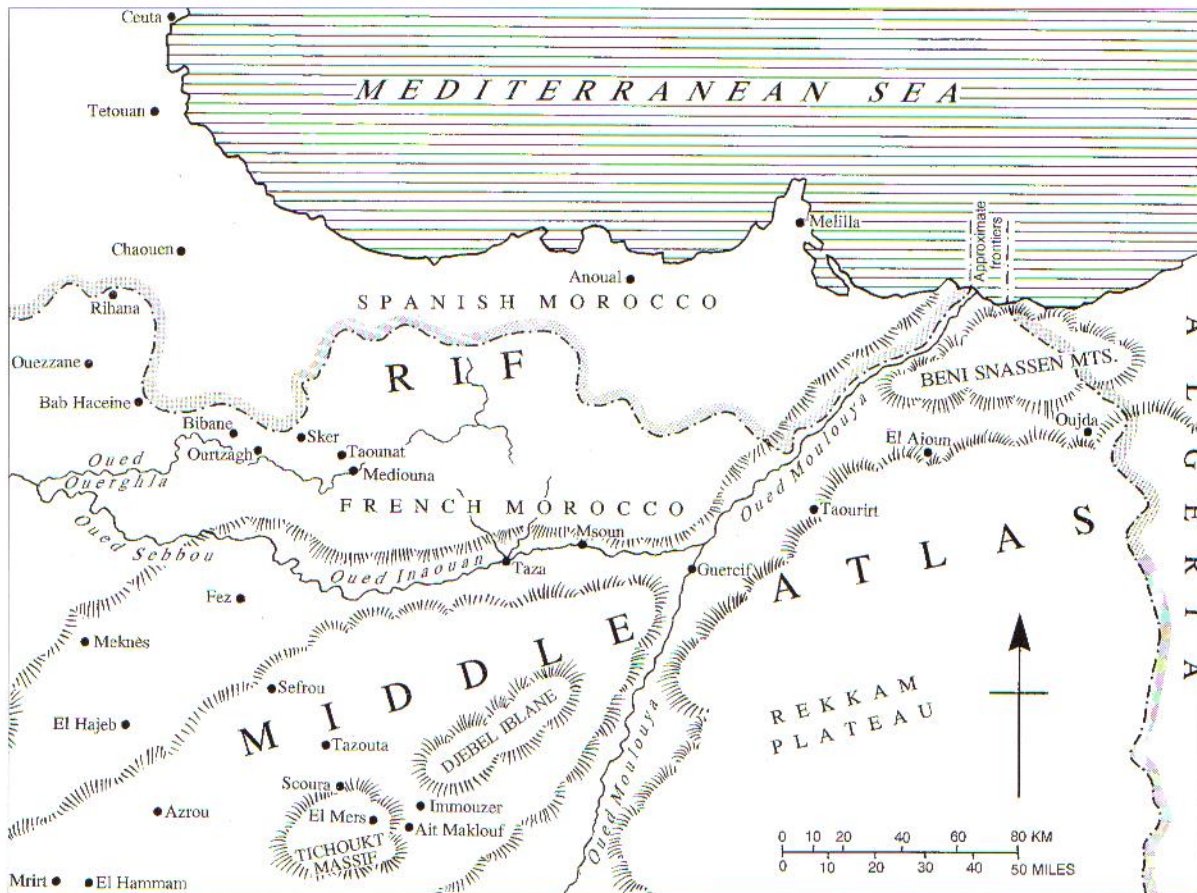 Ceuta
MEDITERRANEAN SEA
Tetouan
Melilla
Approximate
frontiers
Chaouen
Anoual
Rihana
SPANISH MOROCCO
ALGERIA
Ouezzane
RIF
BENI SNASSEN MTS.
Bab Haceine
Bibane
Sker
Oujda
El Aioun
Ourtzagh
Taounat
Oued
Ouerghla
Mediouna
Oued Moulouya
FRENCH MOROCCO
Taourirt
Oued Sebbou
Msoun
Oued Inaouan
Taza
Guercif
MIDDLE ATLAS
Fez
Meknès
Sefrou
REKKAM
PLATEAU
El Hajeb
Tazouta
DJEBEL IBLANE
Oued Moulouya
Scoura
Immouzer
Azrou
El Mers
Ait Maklouf
TICHOUKT
MASSIF
0 20 40 60 80 KM
0 10 20 30 40 50 MILES
Mrirt
El Hammam